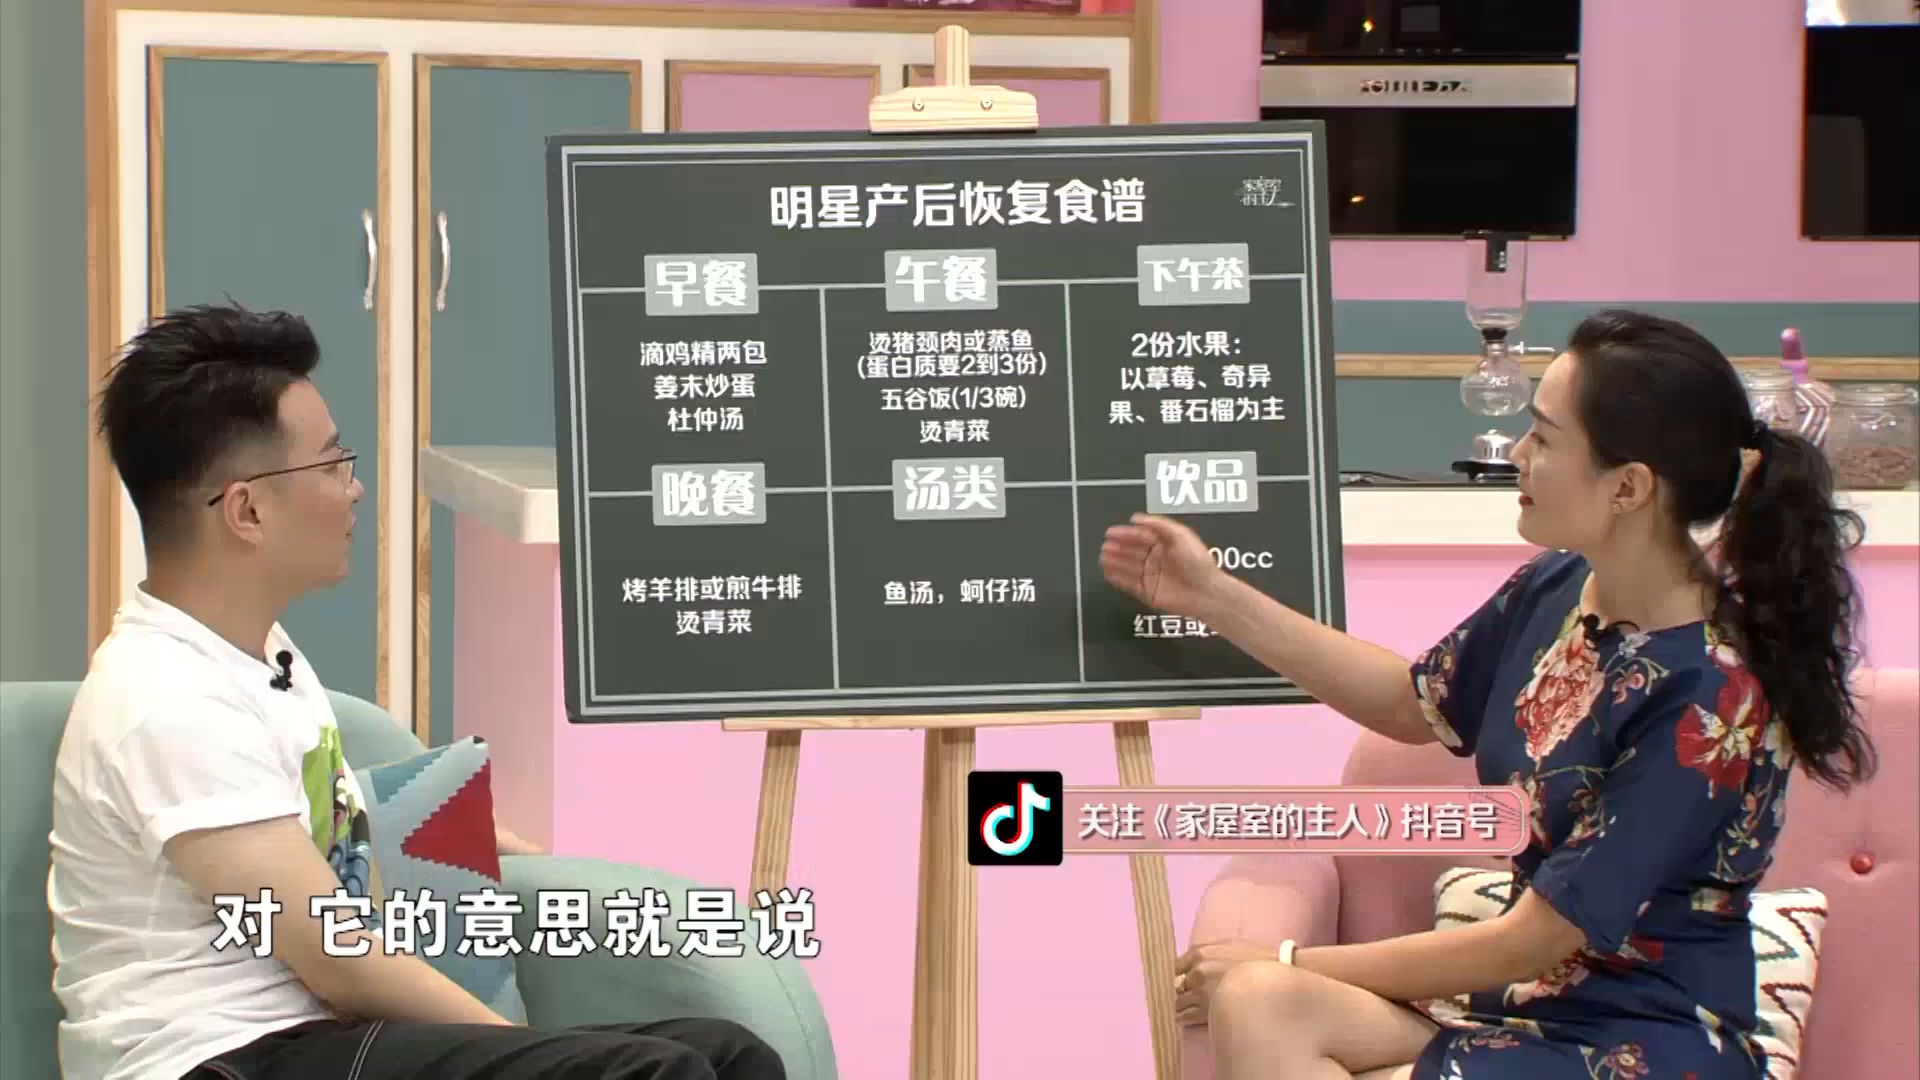 明星产后恢复食谱
早餐
滴鸡精两包
姜末炒蛋
杜仲汤
午餐
烫猪颈肉或蒸鱼
(蛋白质要2到3份)
五谷饭(1/3碗)
烫青菜
下午茶
2份水果：
以草莓、奇异
果、番石榴为主
晚餐
烤羊排或煎牛排
烫青菜
汤类
鱼汤，蚵仔汤
饮品
00cc
红豆或
关注《家屋室的主人》抖音号
对 它的意思就是说